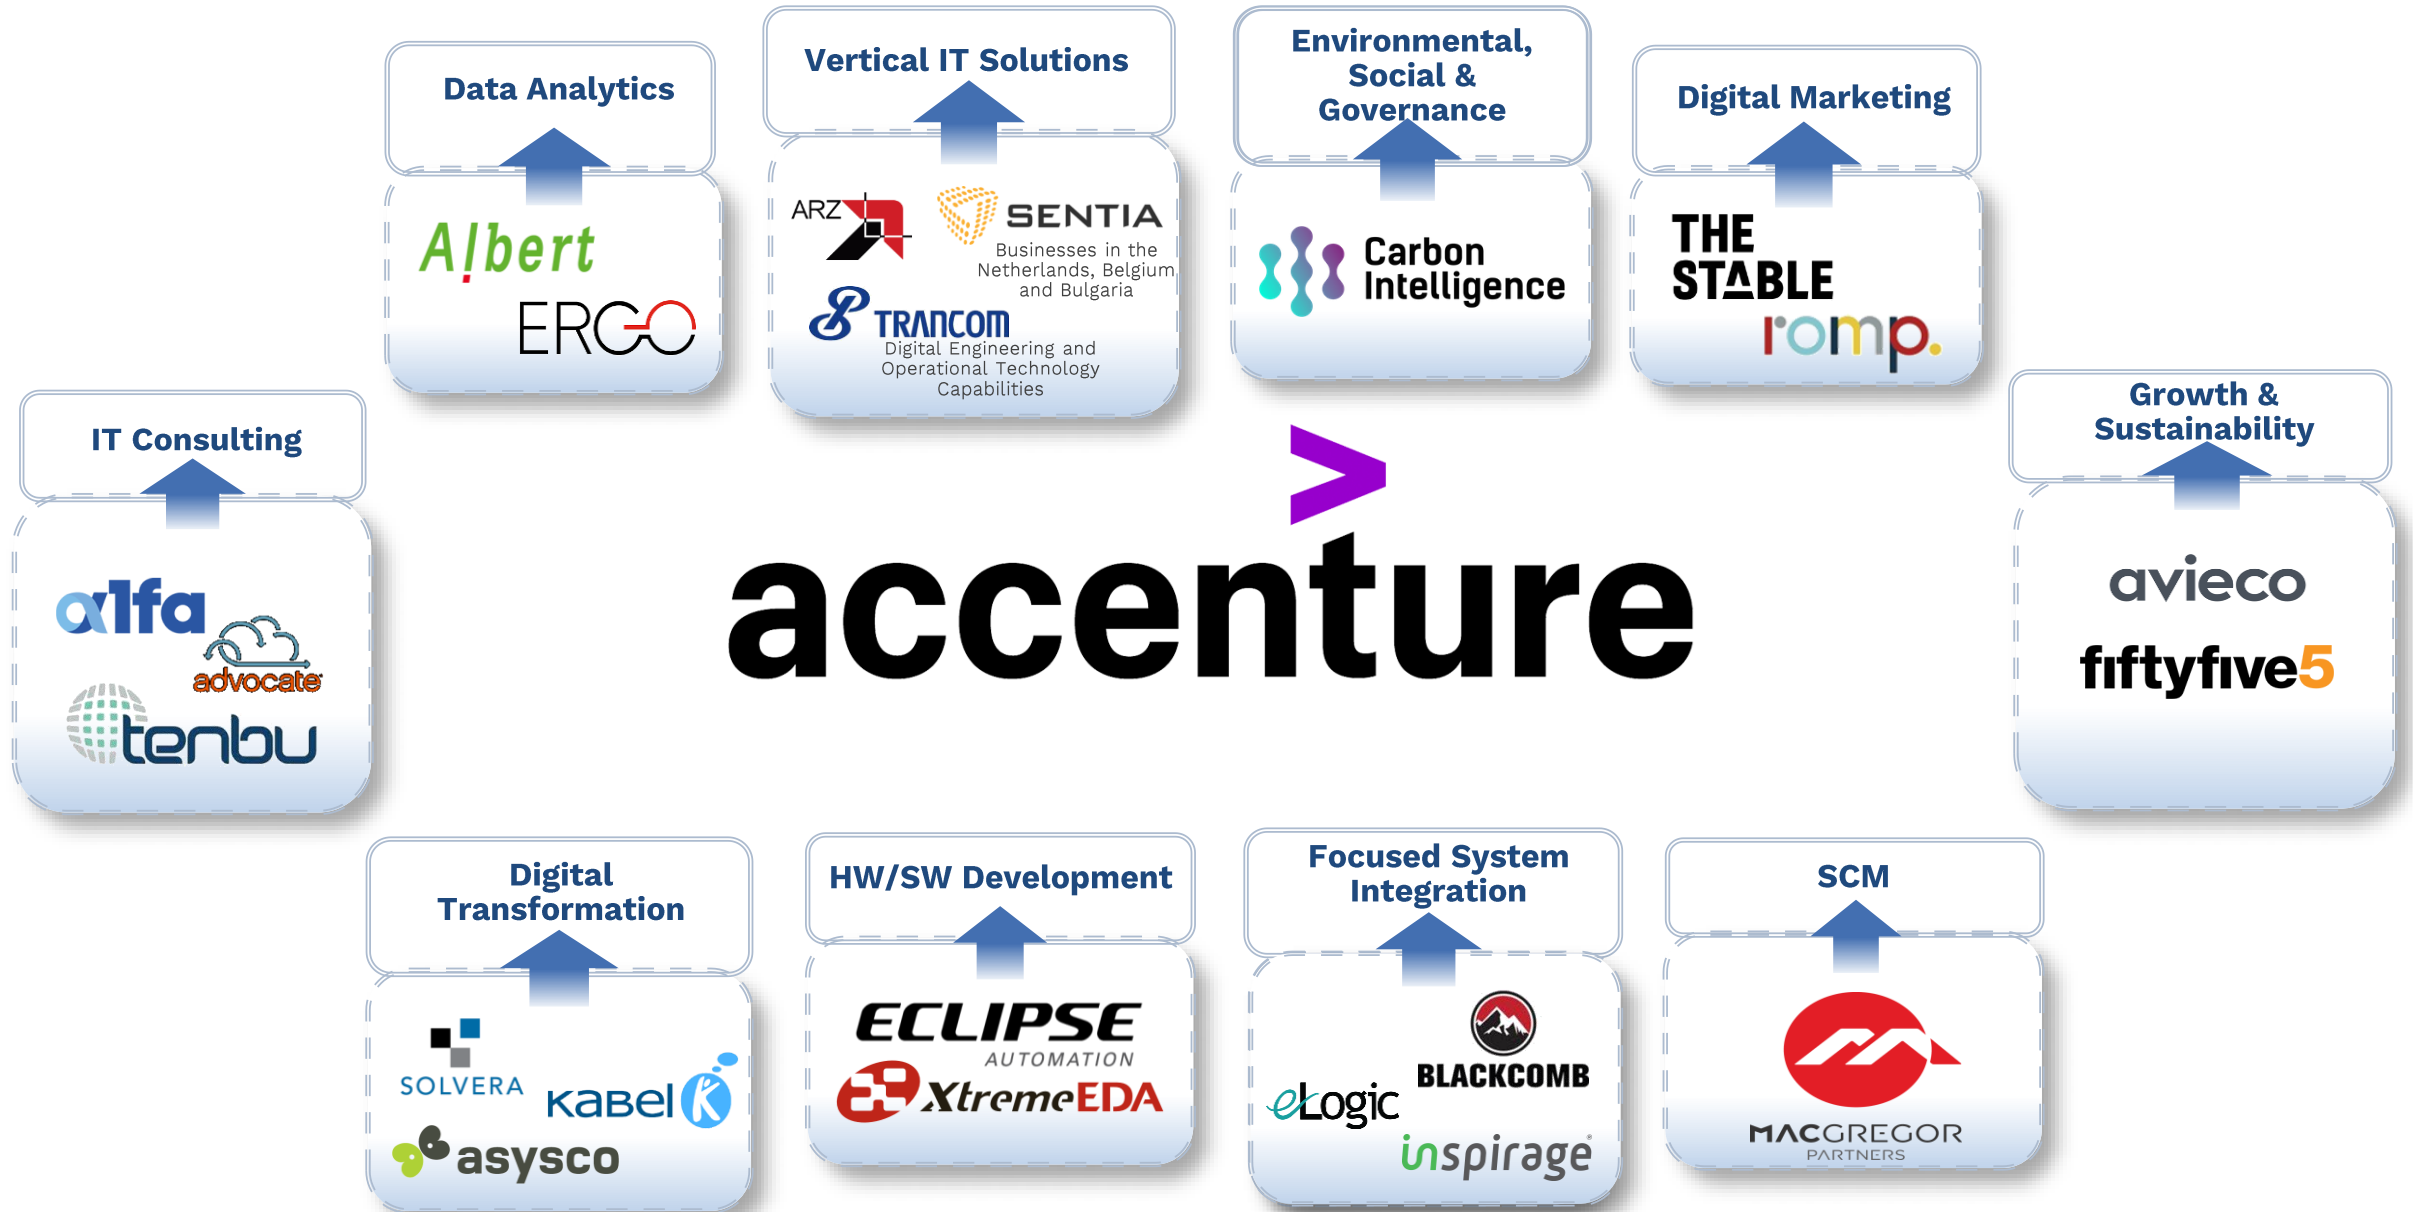 Data Analytics
A!bert
ERGO
Vertical IT Solutions
ARZ
SENTIA
Businesses in the
Netherlands, Belgium
and Bulgaria
TRANCOM
Digital Engineering and
Operational Technology
Capabilities
Environmental,
Social &
Governance
Carbon
Intelligence
Digital Marketing
THE
STABLE
romp.
IT Consulting
alfa
advocate
tenbu
>
accenture
Growth &
Sustainability
avieco
fiftyfive5
Digital
Transformation
SOLVERA
KABEL K
asysco
HW/SW Development
ECLIPSE
AUTOMATION
XtremeEDA
Focused System
Integration
BLACKCOMB
eLogic
inspirage®
SCM
MACGREGOR
PARTNERS